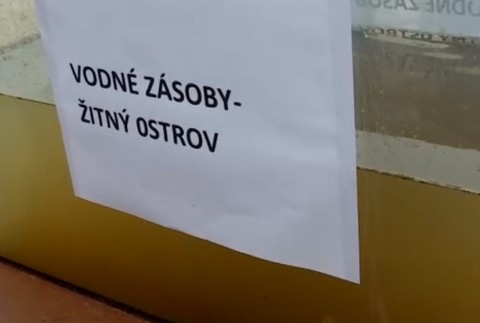 VODNÉ ZÁSOBY-
ŽITNÝ OSTROV